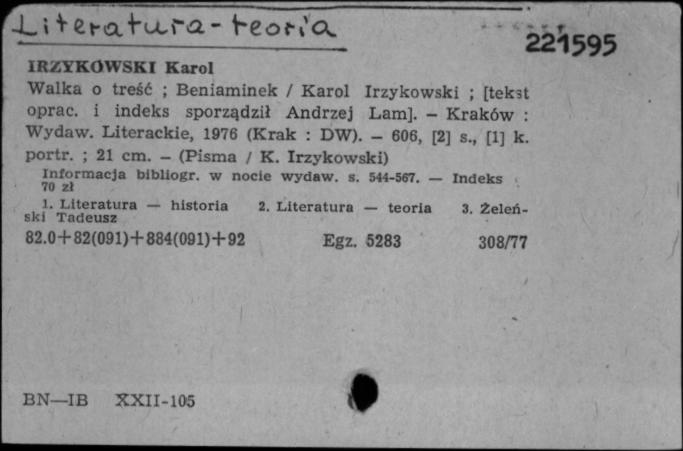 Literatura-teoria
221595
IRZYKOWSKI Karol
Walka o treść ; Beniaminek / Karol Irzykowski ; [tekst
oprac. i indeks sporządził Andrzej Lam]. – Kraków :
Wydaw. Literackie, 1976 (Krak : DW). – 606, [2] s., [1] k.
portr. ; 21 cm. – (Pisma / K. Irzykowski)
Informacja bibliogr. w nocie wydaw. s. 544-567. — Indeks
70 zł
1. Literatura — historia 2. Literatura — teoria 3. Żeleń-
ski Tadeusz
82.0+82(091)+884(091)+92 Egz. 5283 308/77
BN—IB XXII-105